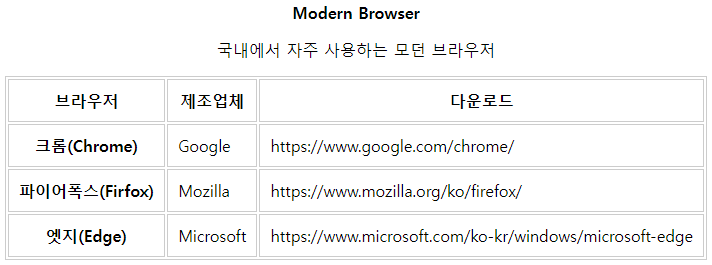 Modern Browser
국내에서 자주 사용하는 모던 브라우저
브라우저 제조업체 다운로드
크롬(Chrome) Google https://www.google.com/chrome/
파이어폭스(Firfox) Mozilla https://www.mozilla.org/ko/firefox/
엣지(Edge) Microsoft https://www.microsoft.com/ko-kr/windows/microsoft-edge